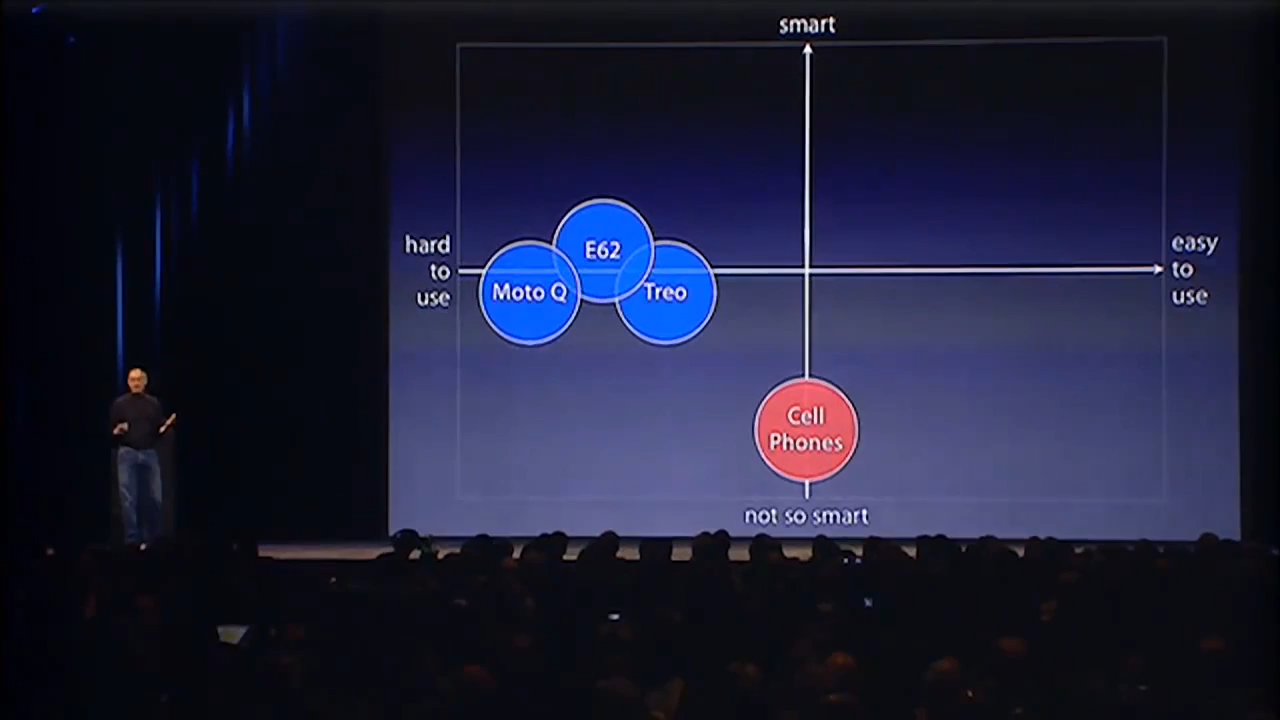 smart
hard
to
use
easy
to
use
E62
Moto Q
Treo
Cell
Phones
not so smart